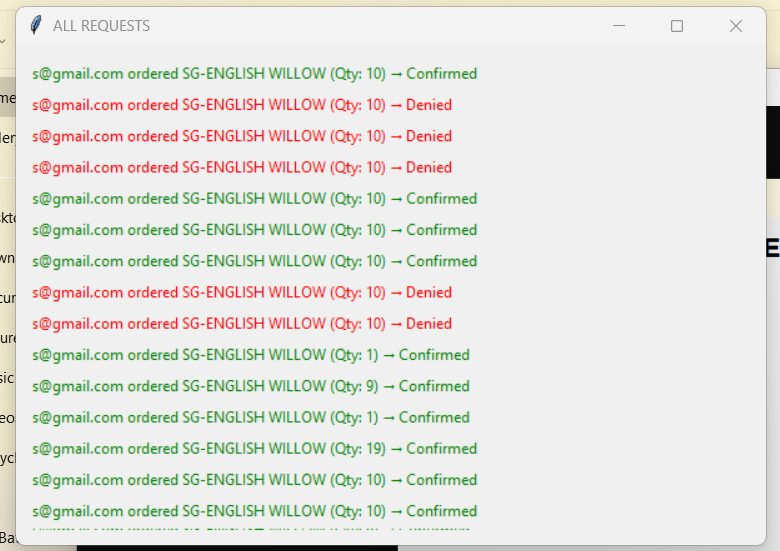 ALL REQUESTS
s@gmail.com ordered SG-ENGLISH WILLOW (Qty: 10) → Confirmed
s@gmail.com ordered SG-ENGLISH WILLOW (Qty: 10) → Denied
s@gmail.com ordered SG-ENGLISH WILLOW (Qty: 10) → Denied
s@gmail.com ordered SG-ENGLISH WILLOW (Qty: 10) → Denied
s@gmail.com ordered SG-ENGLISH WILLOW (Qty: 10) → Confirmed
s@gmail.com ordered SG-ENGLISH WILLOW (Qty: 10) → Confirmed
s@gmail.com ordered SG-ENGLISH WILLOW (Qty: 10) → Confirmed
s@gmail.com ordered SG-ENGLISH WILLOW (Qty: 10) → Denied
s@gmail.com ordered SG-ENGLISH WILLOW (Qty: 10) → Denied
s@gmail.com ordered SG-ENGLISH WILLOW (Qty: 1) → Confirmed
s@gmail.com ordered SG-ENGLISH WILLOW (Qty: 9) → Confirmed
s@gmail.com ordered SG-ENGLISH WILLOW (Qty: 1) → Confirmed
s@gmail.com ordered SG-ENGLISH WILLOW (Qty: 19) → Confirmed
s@gmail.com ordered SG-ENGLISH WILLOW (Qty: 10) → Confirmed
s@gmail.com ordered SG-ENGLISH WILLOW (Qty: 10) → Confirmed